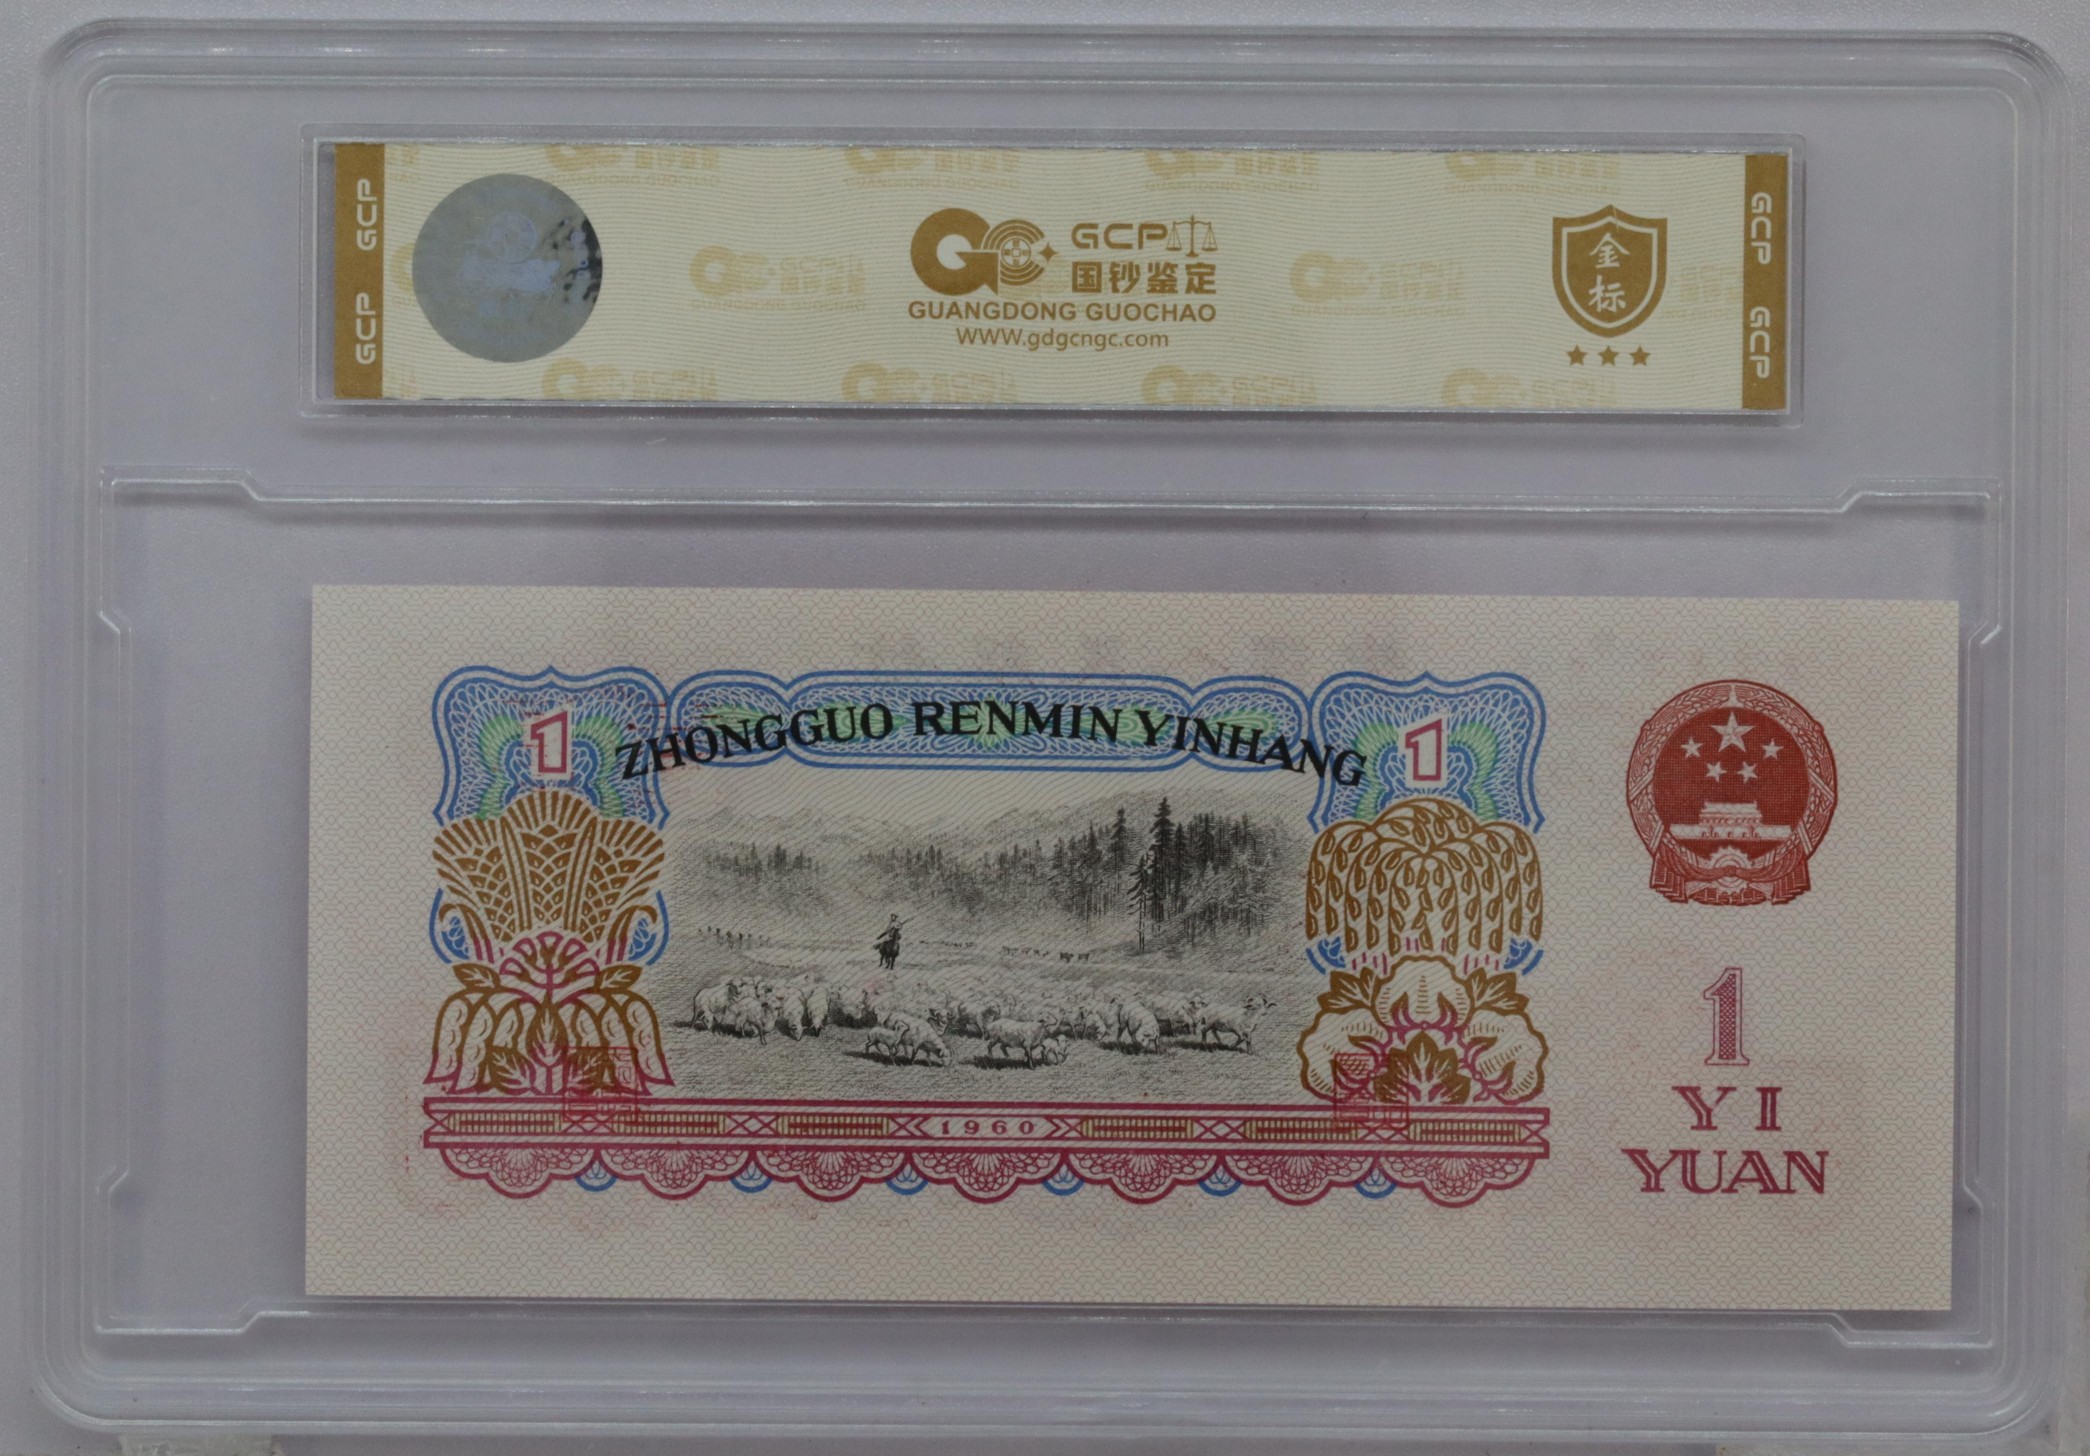 GCP GCP
GCP
国钞鉴定
GUANGDONG GUOCHAO
WWW.gdgcngc.com
金
标
GCP GCP
ZHONGGUO RENMIN YINHANG
1
1
1960
1
YI
YUAN